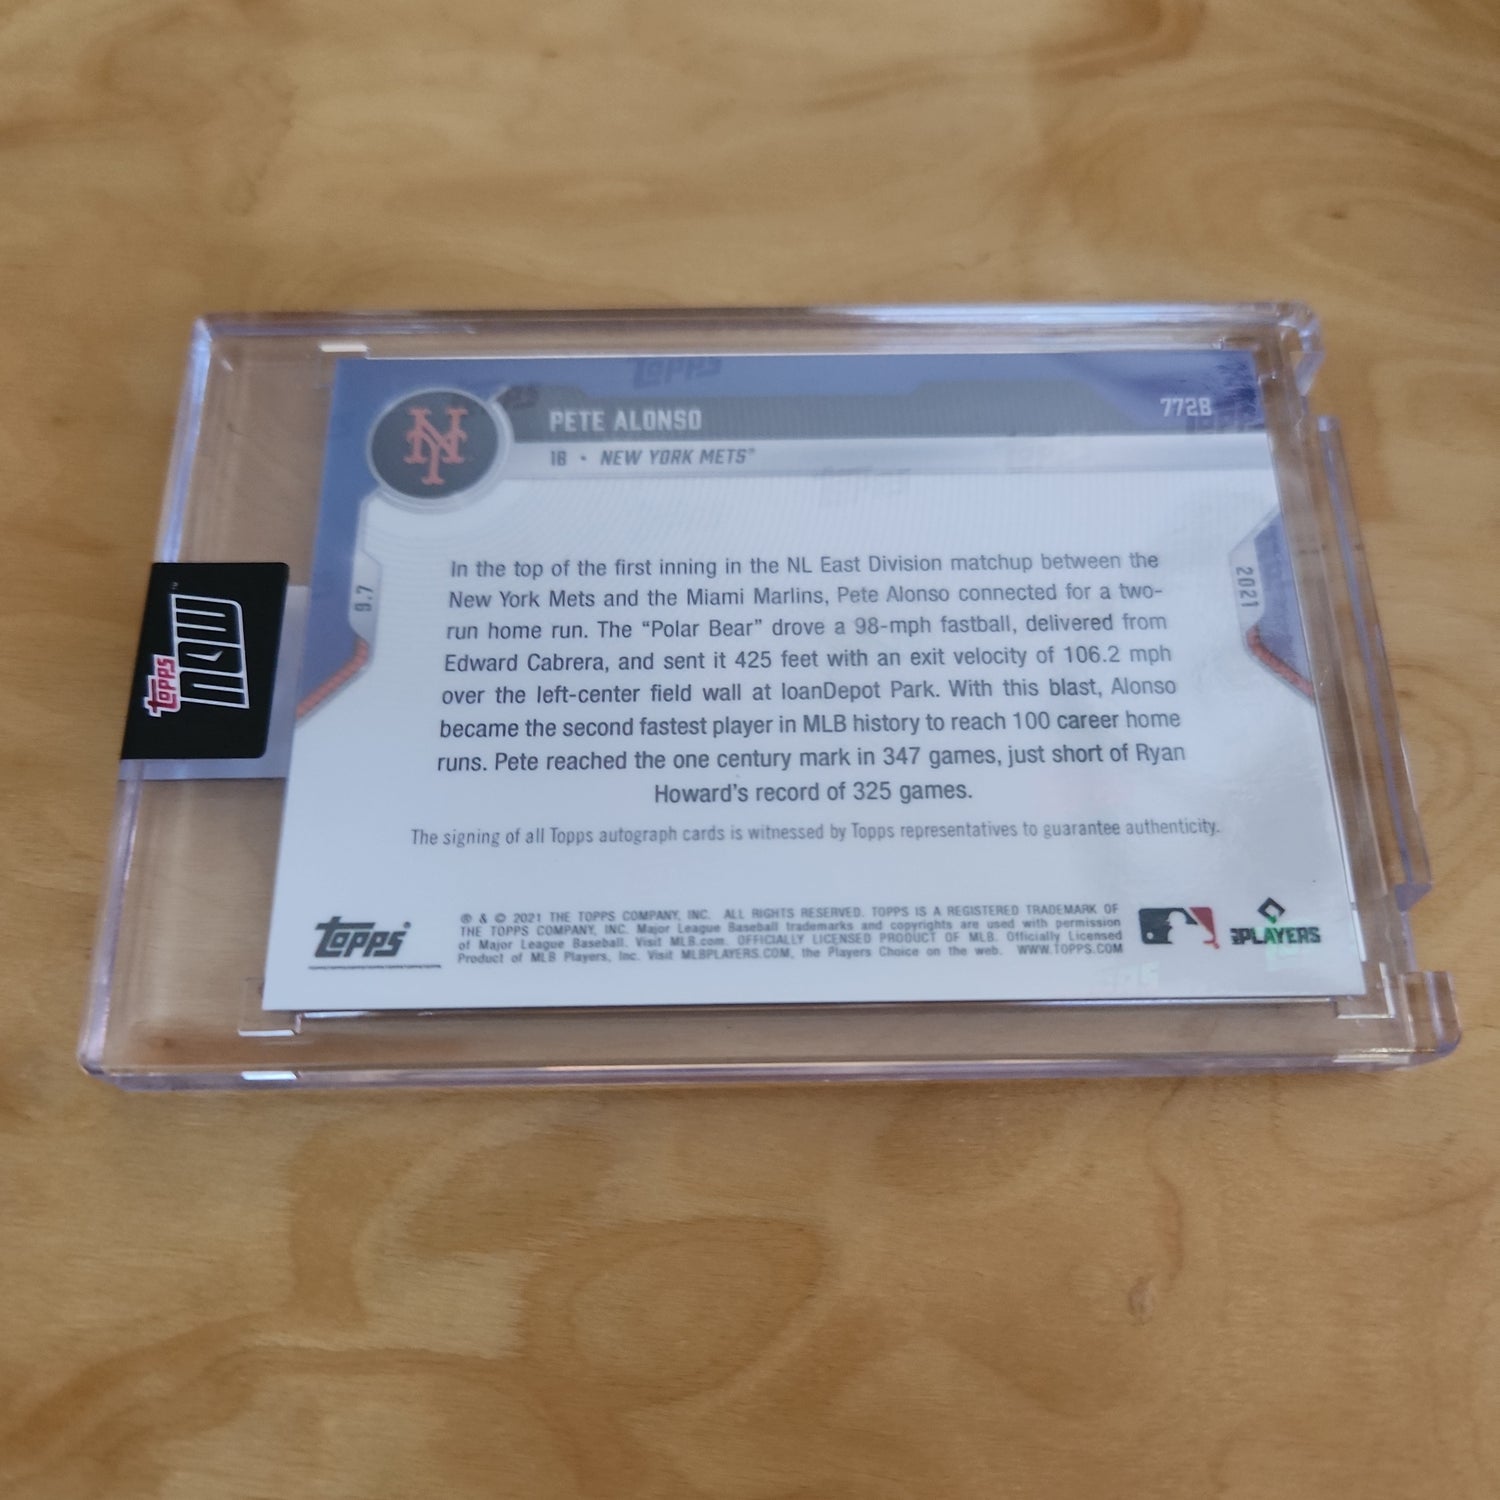 Topps
NY
PETE ALONSO
772B
1B • NEW YORK METS®
9.7
2021
In the top of the first inning in the NL East Division matchup between the
New York Mets and the Miami Marlins, Pete Alonso connected for a two-
run home run. The “Polar Bear” drove a 98-mph fastball, delivered from
Edward Cabrera, and sent it 425 feet with an exit velocity of 106.2 mph
over the left-center field wall at loanDepot Park. With this blast, Alonso
became the second fastest player in MLB history to reach 100 career home
runs. Pete reached the one century mark in 347 games, just short of Ryan
Howard’s record of 325 games.
The signing of all Topps autograph cards is witnessed by Topps representatives to guarantee authenticity.
topps
now™
Topps®
® & © 2021 THE TOPPS COMPANY, INC. ALL RIGHTS RESERVED. TOPPS IS A REGISTERED TRADEMARK OF
THE TOPPS COMPANY, INC. Major League Baseball trademarks and copyrights are used with permission
of Major League Baseball. Visit MLB.com. OFFICIALLY LICENSED PRODUCT OF MLB. Officially Licensed
Product of MLB Players, Inc. Visit MLBPLAYERS.COM, the Players Choice on the web. WWW.TOPPS.COM
PLAYERS